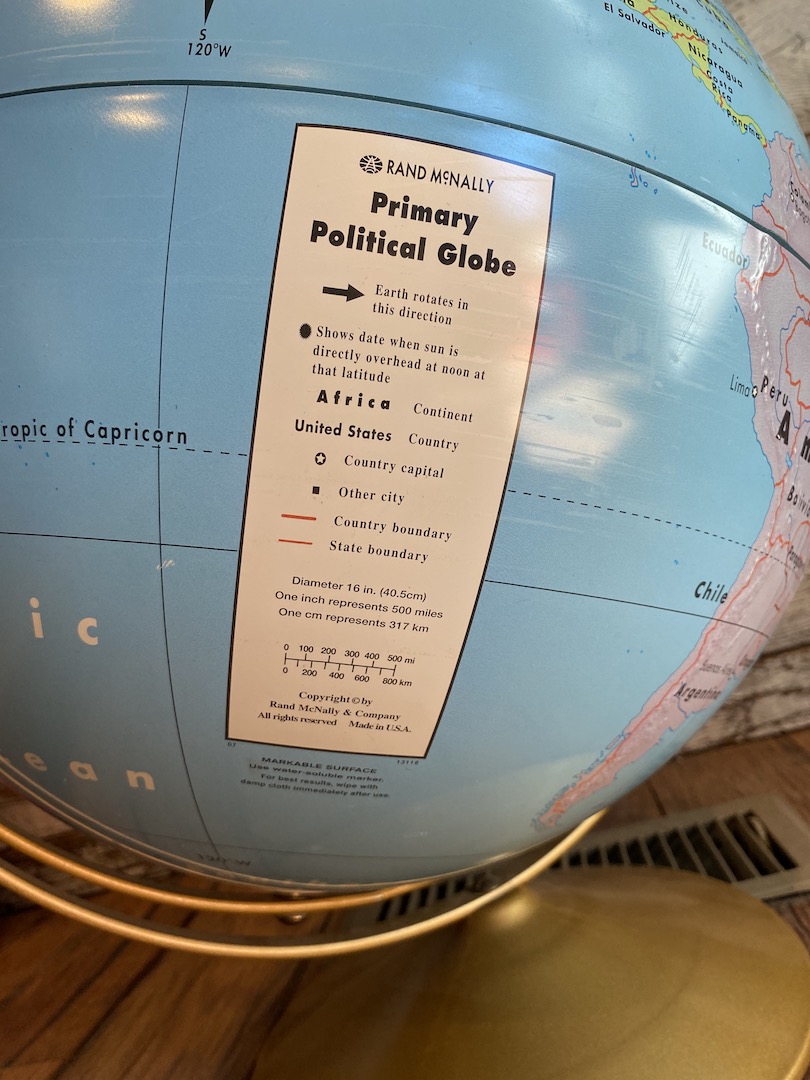 S
120°W
El Salvador
Honduras
Nicaragua
Costa
Rica
Panama
RAND McNALLY
Primary
Political Globe
Earth rotates in
this direction
Shows date when sun is
directly overhead at noon at
that latitude
Africa Continent
United States Country
Country capital
Other city
Country boundary
State boundary
Diameter 16 in. (40.5cm)
One inch represents 500 miles
One cm represents 317 km
0 100 200 300 400 500 mi
0 200 400 600 800 km
Copyright © by
Rand McNally & Company
All rights reserved Made in U.S.A.
13118
MARKABLE SURFACE
Use water-soluble marker.
For best results, wipe with
damp cloth immediately after use.
Ecuador
Lima
Peru
A
ropic of Capricorn
Chile
Argentina
i c
e a n